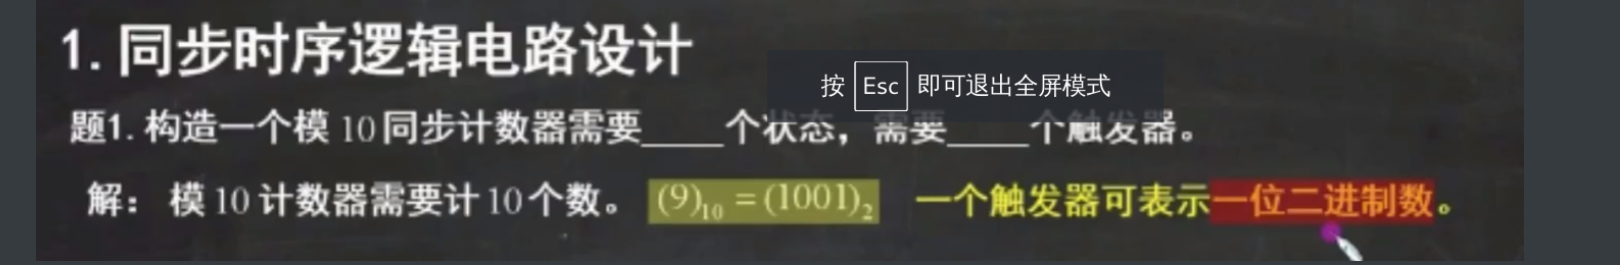 1.同步时序逻辑电路设计
按 Esc 即可退出全屏模式
题1.构造一个模 10 同步计数器需要____个状态，需要____个触发器。
解： 模 10 计数器需要计 10 个数。 (9)₁₀ = (1001)₂ 一个触发器可表示一位二进制数。